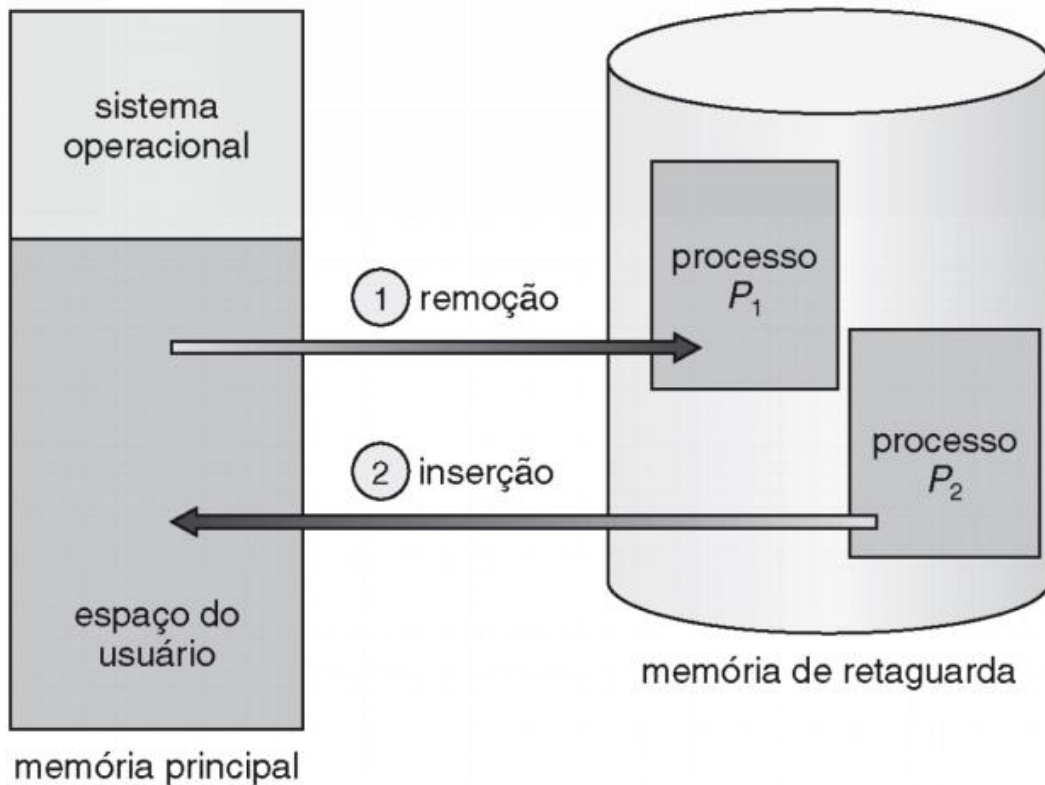 sistema
operacional
1 remoção
2 inserção
espaço do
usuário
memória principal
processo
P1
processo
P2
memória de retaguarda